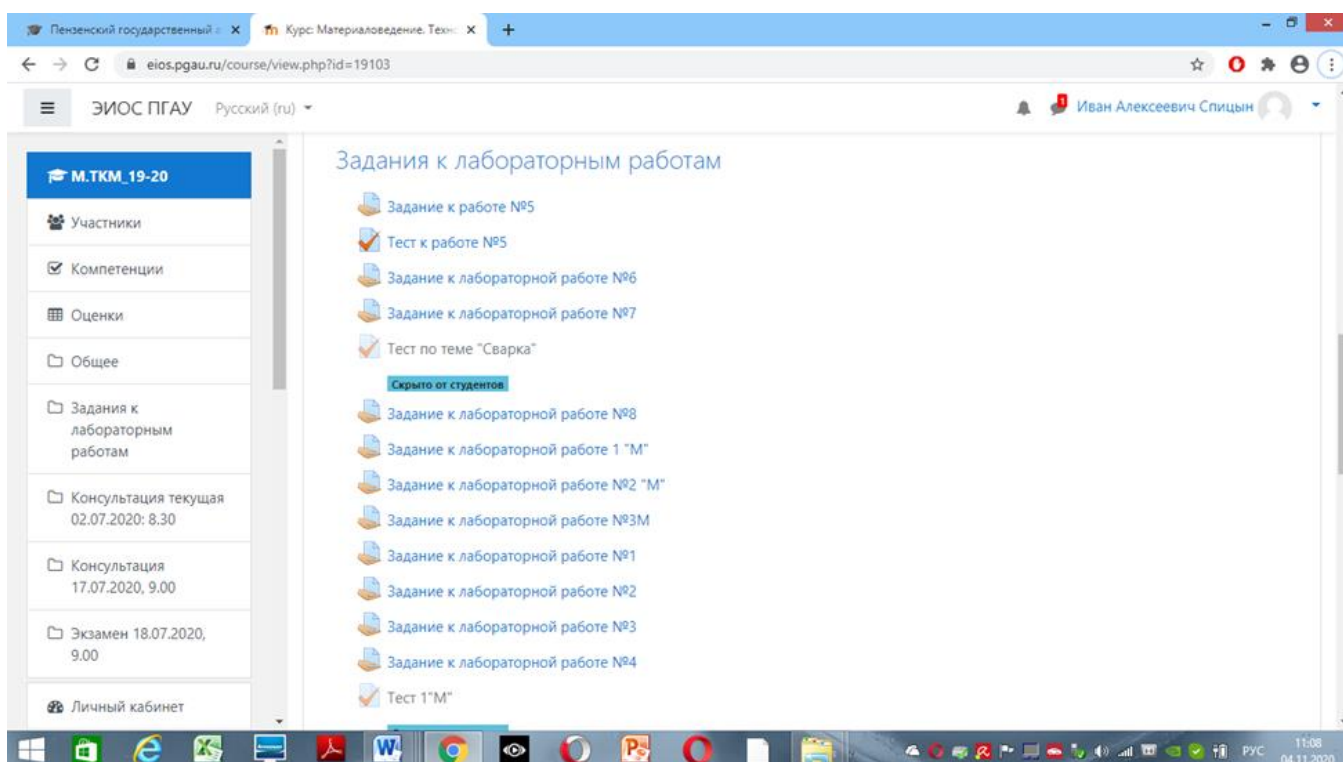 Пензенский государственный а
Курс: Материаловедение. Техн
eios.pgau.ru/course/view.php?id=19103
ЭИОС ПГАУ Русский (ru)
1
Иван Алексеевич Спицын
М.ТКМ_19-20
Участники
Компетенции
Оценки
Общее
Задания к
лабораторным
работам
Консультация текущая
02.07.2020: 8.30
Консультация
17.07.2020, 9.00
Экзамен 18.07.2020,
9.00
Личный кабинет
Задания к лабораторным работам
Задание к работе №5
Тест к работе №5
Задание к лабораторной работе №6
Задание к лабораторной работе №7
Тест по теме "Сварка"
Скрыто от студентов
Задание к лабораторной работе №8
Задание к лабораторной работе 1 "М"
Задание к лабораторной работе №2 "М"
Задание к лабораторной работе №3М
Задание к лабораторной работе №1
Задание к лабораторной работе №2
Задание к лабораторной работе №3
Задание к лабораторной работе №4
Тест 1"М"
РУС
11:08
04.11.2020